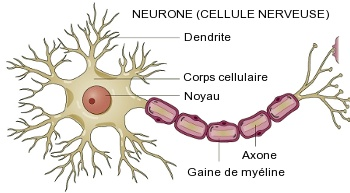 NEURONE (CELLULE NERVEUSE)
Dendrite
Corps cellulaire
Noyau
Axone
Gaine de myéline